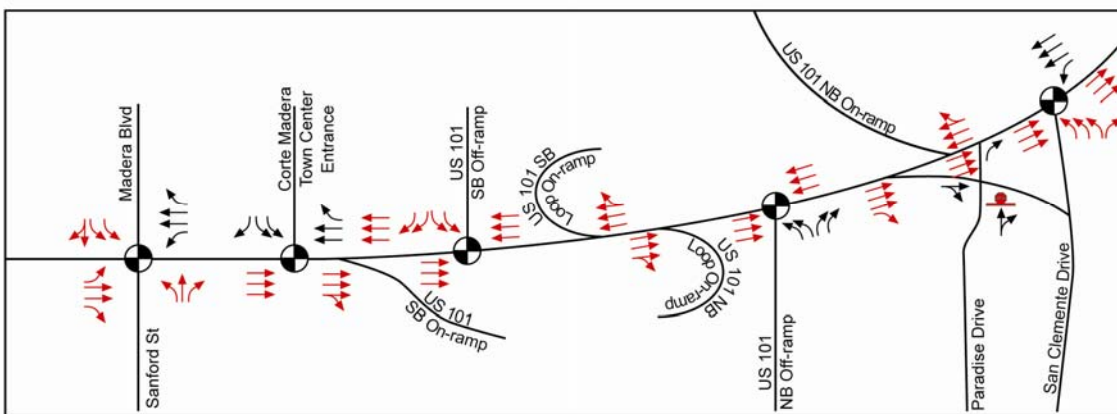 Madera Blvd
Sanford St
Corte Madera
Town Center
Entrance
US 101
SB On-ramp
US 101
SB Off-ramp
US 101 SB
Loop On-ramp
US 101 NB
Loop On-ramp
US 101
NB Off-ramp
US 101 NB On-ramp
Paradise Drive
San Clemente Drive